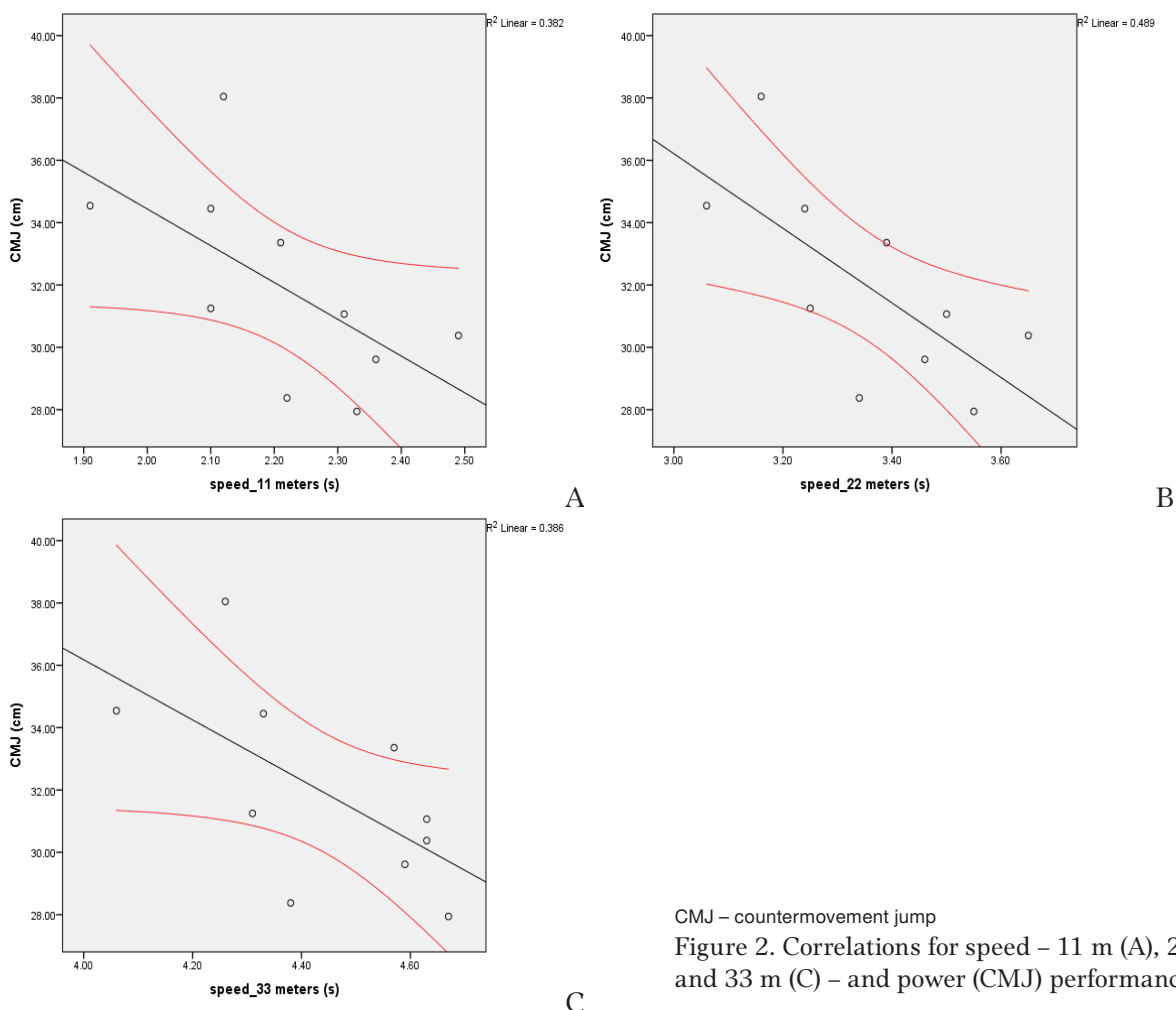 R² Linear = 0.382
40.00
38.00
36.00
34.00
32.00
30.00
28.00
CMJ (cm)
1.90 2.00 2.10 2.20 2.30 2.40 2.50
speed_11 meters (s)
A
R² Linear = 0.489
40.00
38.00
36.00
34.00
32.00
30.00
28.00
CMJ (cm)
3.00 3.20 3.40 3.60
speed_22 meters (s)
B
R² Linear = 0.386
40.00
38.00
36.00
34.00
32.00
30.00
28.00
CMJ (cm)
4.00 4.20 4.40 4.60
speed_33 meters (s)
C
CMJ – countermovement jump
Figure 2. Correlations for speed – 11 m (A), 2
and 33 m (C) – and power (CMJ) performanc